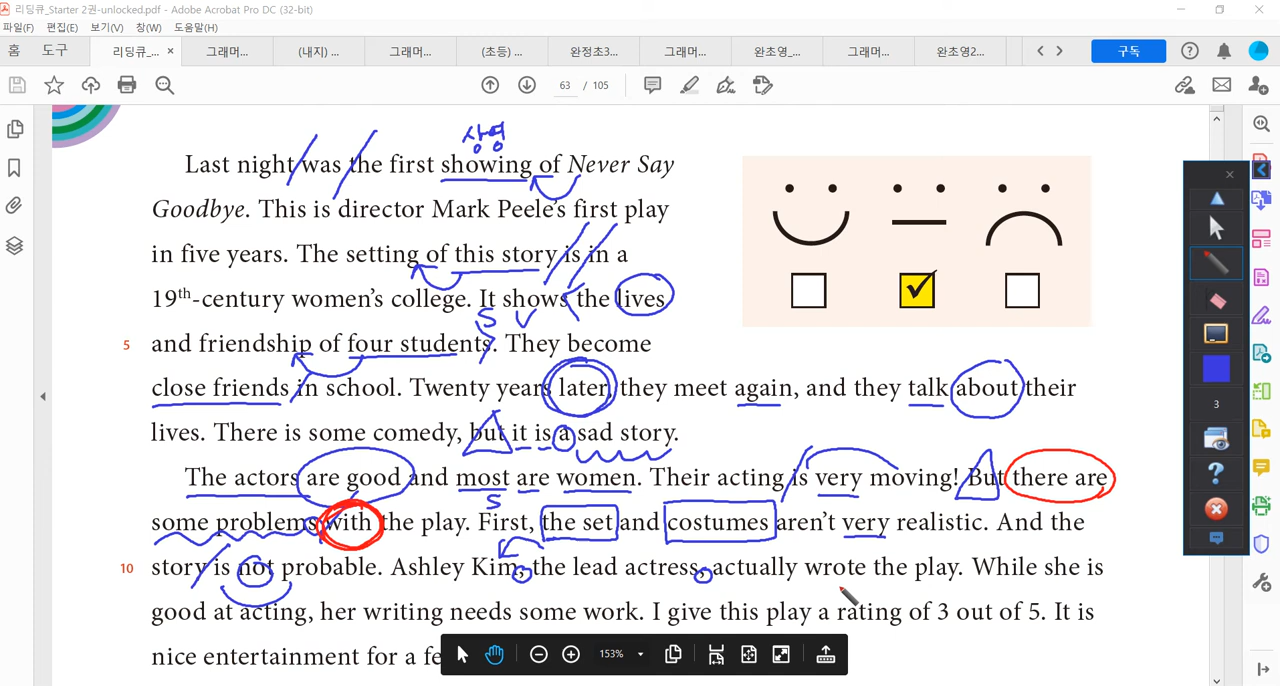 리딩큐_Starter 2권-unlocked.pdf - Adobe Acrobat Pro DC (32-bit)
파일(F) 편집(E) 보기(V) 창(W) 도움말(H)
홈 도구 리딩큐_... × 그래머... (내지) ... 그래머... (초등) ... 완정초3... 그래머... 완초영_... 그래머... 완초영2... 구독
63 / 105
사영
Last night was the first showing of Never Say
Goodbye. This is director Mark Peele's first play
in five years. The setting of this story is in a
19th-century women's college. It shows the lives
S V
5 and friendship of four students. They become
close friends in school. Twenty years later, they meet again, and they talk about their
lives. There is some comedy, but it is a sad story.
The actors are good and most are women. Their acting is very moving! But there are
S
some problems with the play. First, the set and costumes aren't very realistic. And the
10 story is not probable. Ashley Kim, the lead actress, actually wrote the play. While she is
good at acting, her writing needs some work. I give this play a rating of 3 out of 5. It is
nice entertainment for a fe
153%
3